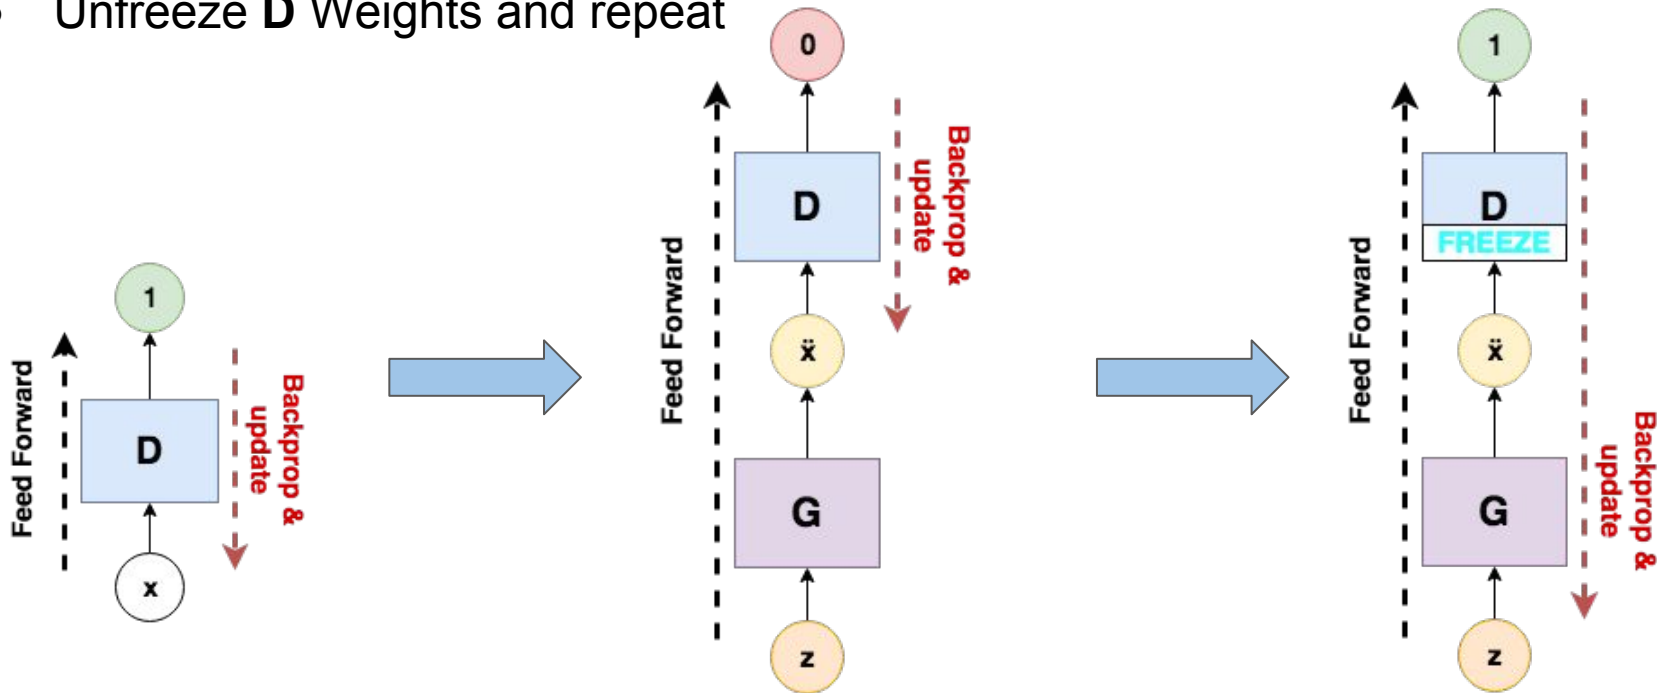 Unfreeze D Weights and repeat
1
Feed Forward
D
Backprop &
update
x
0
Feed Forward
D
Backprop &
update
ẍ
G
z
1
Feed Forward
D
FREEZE
ẍ
G
Backprop &
update
z